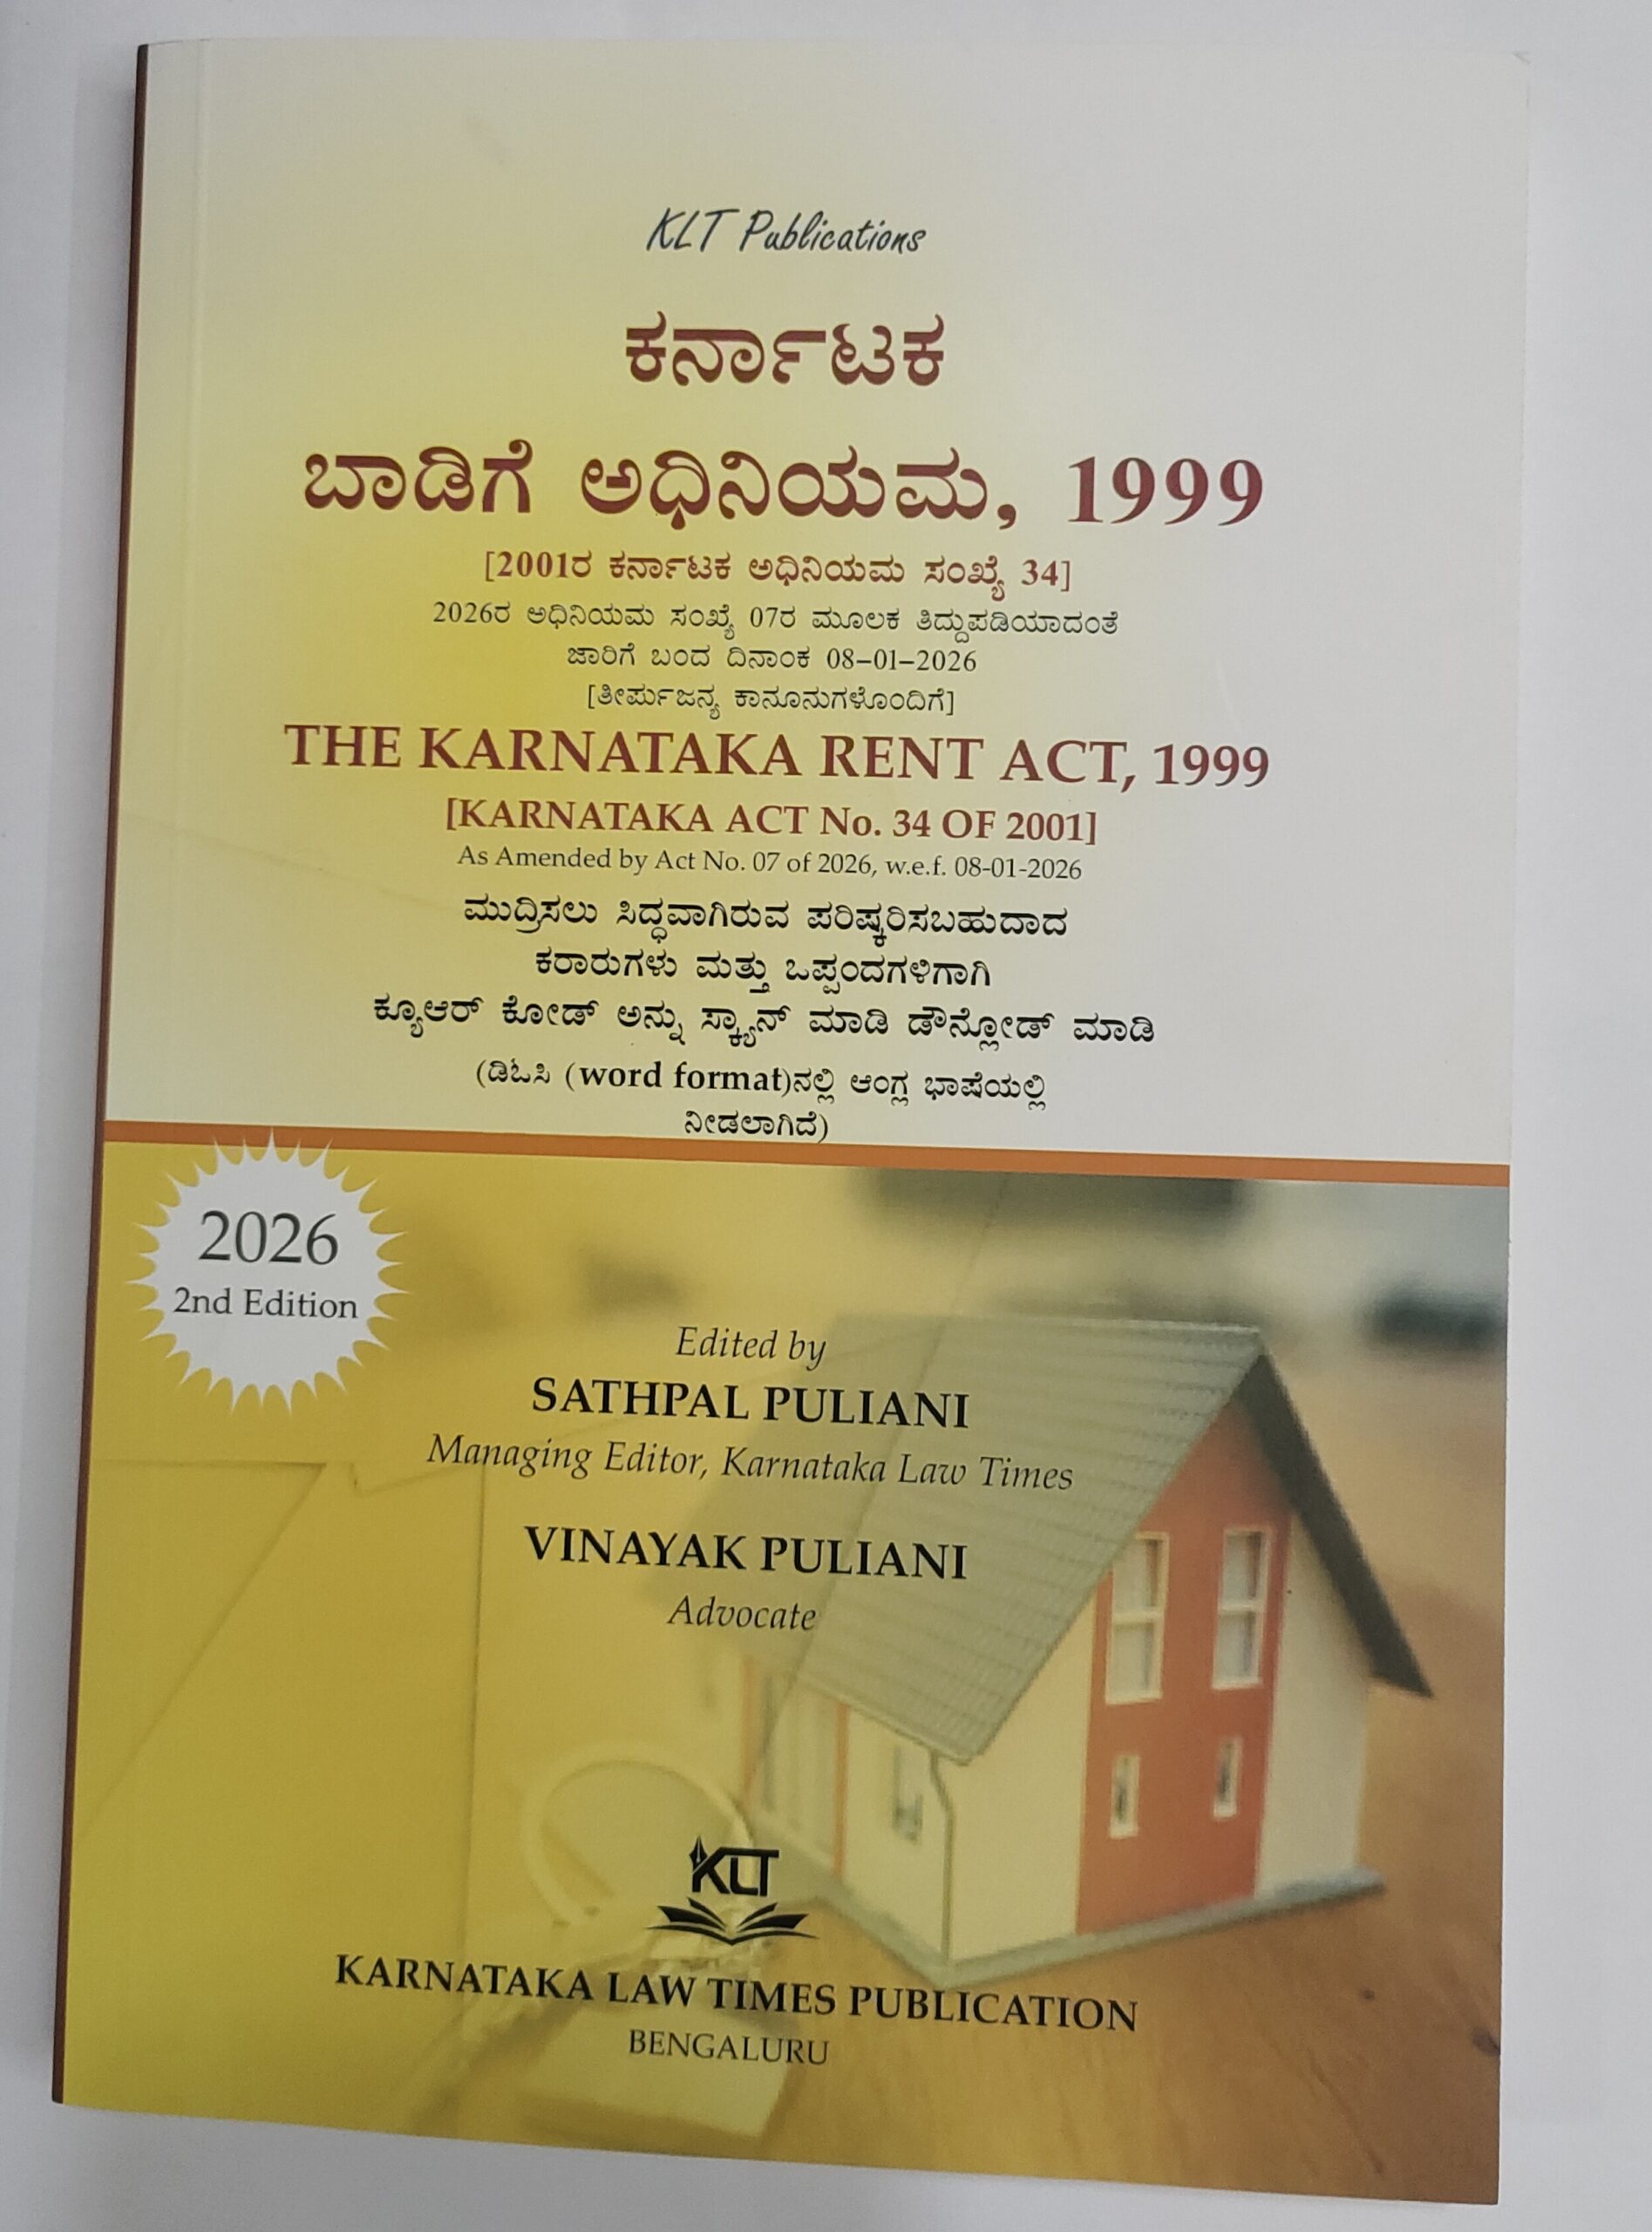 KLT Publications
ಕರ್ನಾಟಕ
ಬಾಡಿಗೆ ಅಧಿನಿಯಮ, 1999
[2001ರ ಕರ್ನಾಟಕ ಅಧಿನಿಯಮ ಸಂಖ್ಯೆ 34]
2026ರ ಅಧಿನಿಯಮ ಸಂಖ್ಯೆ 07ರ ಮೂಲಕ ತಿದ್ದುಪಡಿಯಾದಂತೆ
ಜಾರಿಗೆ ಬಂದ ದಿನಾಂಕ 08–01–2026
[ತೀರ್ಪುಜನ್ಯ ಕಾನೂನುಗಳೊಂದಿಗೆ]
THE KARNATAKA RENT ACT, 1999
[KARNATAKA ACT No. 34 OF 2001]
As Amended by Act No. 07 of 2026, w.e.f. 08-01-2026
ಮುದ್ರಿಸಲು ಸಿದ್ಧವಾಗಿರುವ ಪರಿಷ್ಕರಿಸಬಹುದಾದ
ಕರಾರುಗಳು ಮತ್ತು ಒಪ್ಪಂದಗಳಿಗಾಗಿ
ಕ್ಯೂಆರ್ ಕೋಡ್ ಅನ್ನು ಸ್ಕ್ಯಾನ್ ಮಾಡಿ ಡೌನ್ಲೋಡ್ ಮಾಡಿ
(ಡಿಓಸಿ (word format)ನಲ್ಲಿ ಆಂಗ್ಲ ಭಾಷೆಯಲ್ಲಿ
ನೀಡಲಾಗಿದೆ)
2026
2nd Edition
Edited by
SATHPAL PULIANI
Managing Editor, Karnataka Law Times
VINAYAK PULIANI
Advocate
KLT
KARNATAKA LAW TIMES PUBLICATION
BENGALURU